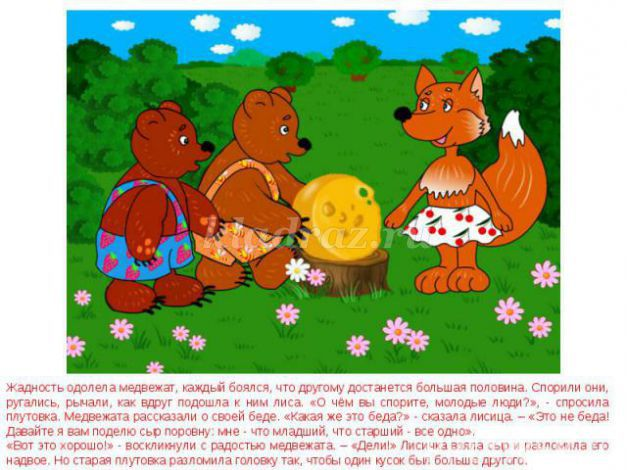 kladraz.ru
Жадность одолела медвежат, каждый боялся, что другому достанется большая половина. Спорили они,
ругались, рычали, как вдруг подошла к ним лиса. «О чём вы спорите, молодые люди?», - спросила
плутовка. Медвежата рассказали о своей беде. «Какая же это беда?» - сказала лисица. – «Это не беда!
Давайте я вам поделю сыр поровну: мне - что младший, что старший - все одно».
«Вот это хорошо!» - воскликнули с радостью медвежата. – «Дели!» Лисичка взяла сыр и разломила его
надвое. Но старая плутовка разломила головку так, чтобы один кусок был больше другого.